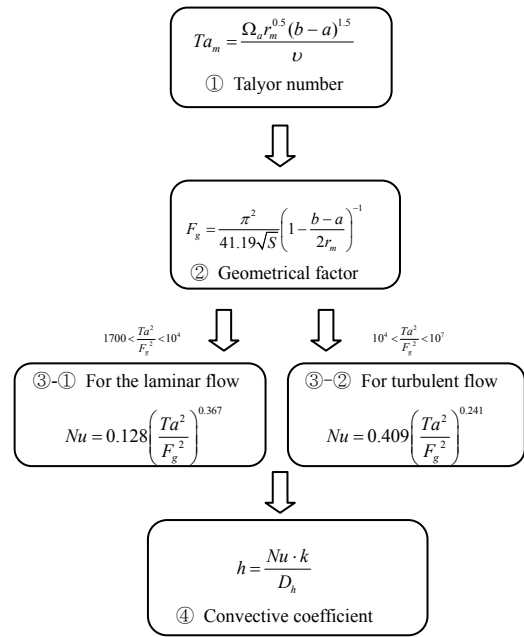 Ta_m = Ω_a r_m^0.5 (b − a)^1.5 / υ
① Talyor number
F_g = π² / (41.19√S) (1 − (b − a) / 2r_m)^−1
② Geometrical factor
1700 < Ta² / F_g² < 10⁴
10⁴ < Ta² / F_g² < 10⁷
③-① For the laminar flow
Nu = 0.128 (Ta² / F_g²)^0.367
③-② For turbulent flow
Nu = 0.409 (Ta² / F_g²)^0.241
h = Nu · k / D_h
④ Convective coefficient